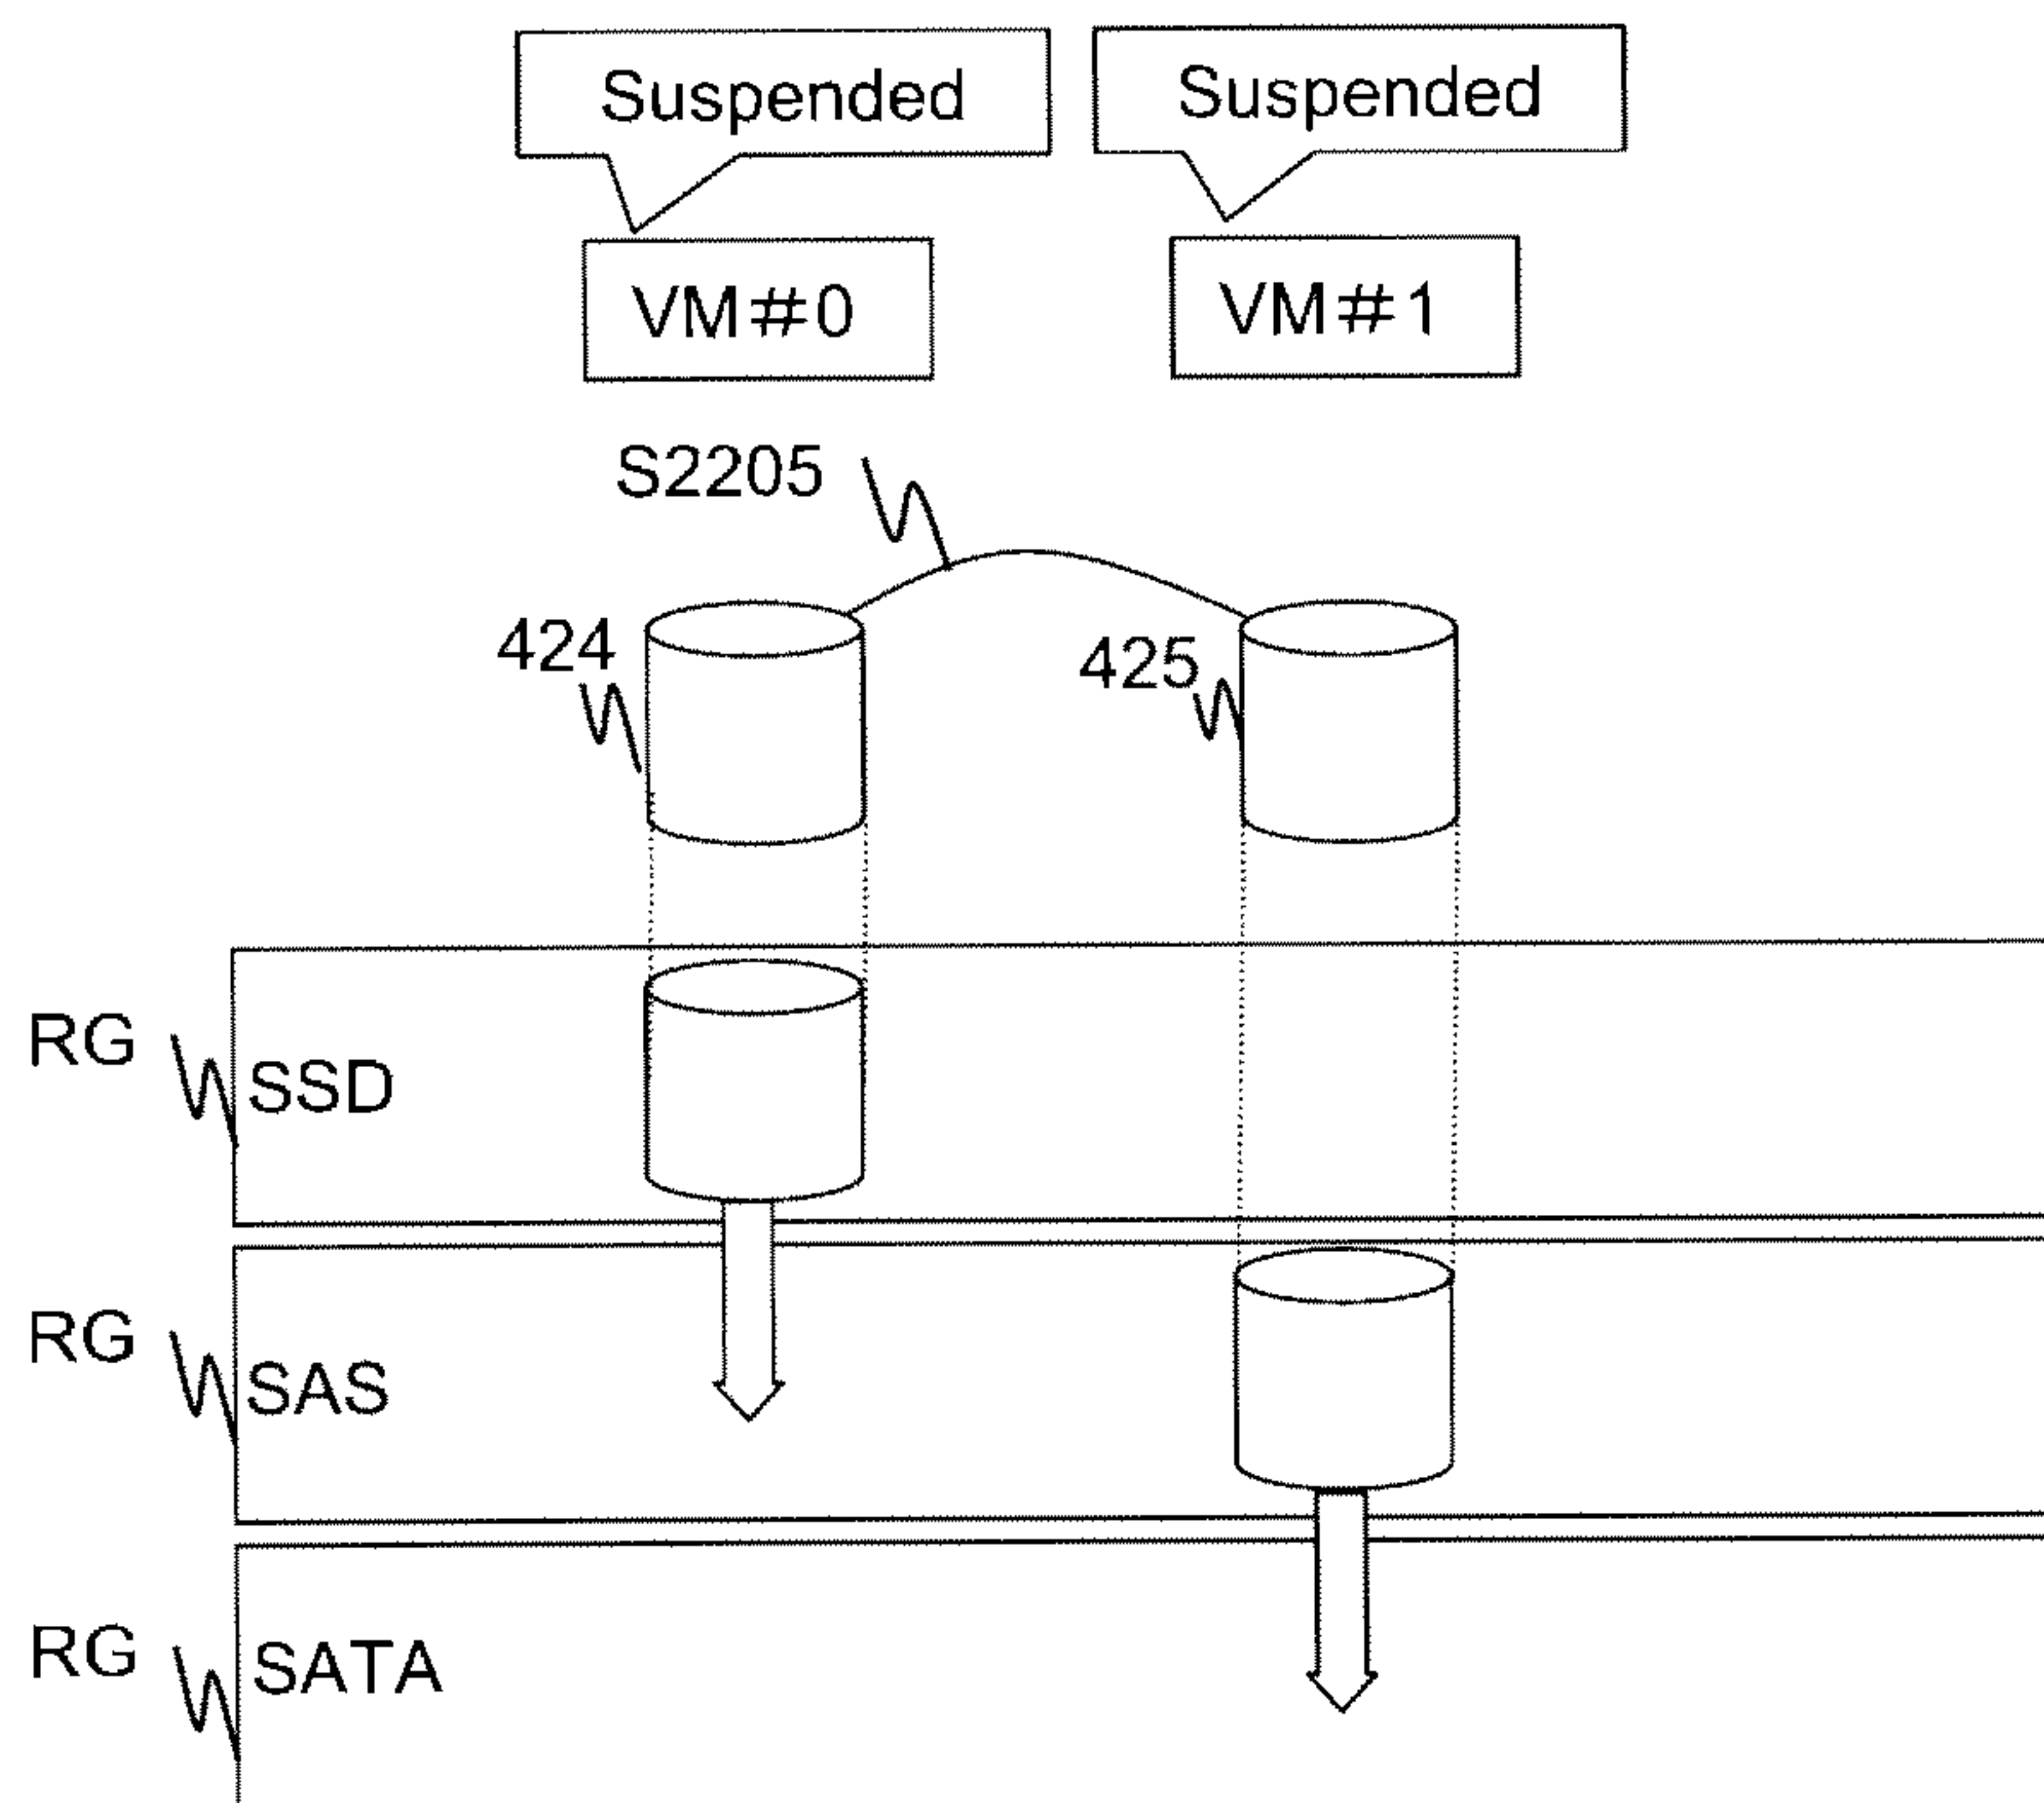 Suspended
Suspended
VM#0
VM#1
S2205
424
425
RG
SSD
RG
SAS
RG
SATA